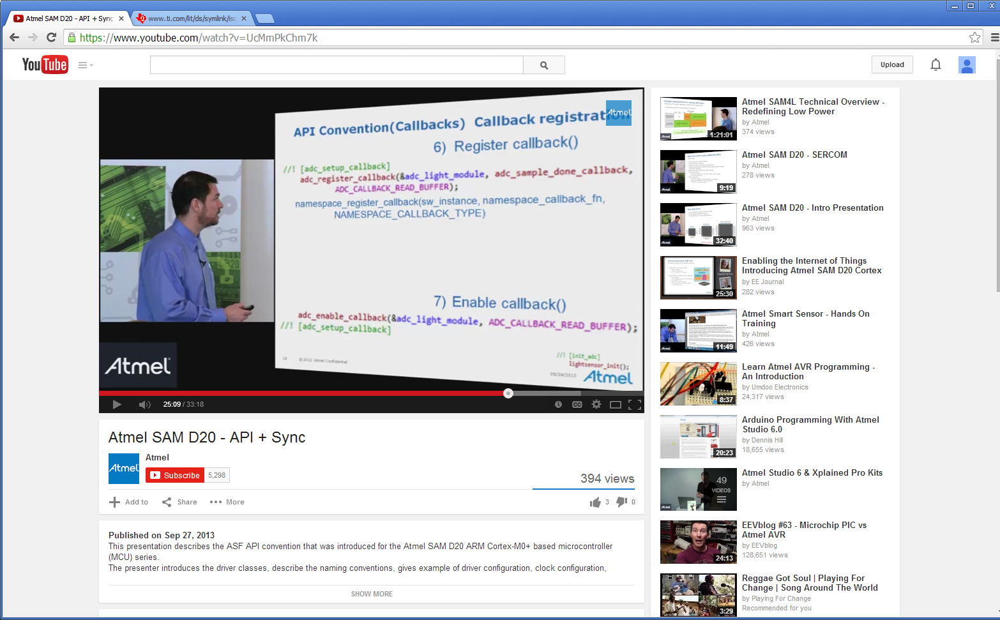 Atmel SAM D20 - API + Sync
www.ti.com/lit/ds/symlink/iso
https://www.youtube.com/watch?v=UcMmPkChm7k
YouTube
Upload
Atmel
API Convention(Callbacks) Callback registration
6) Register callback()
//! [adc_setup_callback]
adc_register_callback(&adc_light_module, adc_sample_done_callback,
ADC_CALLBACK_READ_BUFFER);
namespace_register_callback(sw_instance, namespace_callback_fn,
NAMESPACE_CALLBACK_TYPE)
7) Enable callback()
adc_enable_callback(&adc_light_module, ADC_CALLBACK_READ_BUFFER);
//! [adc_setup_callback]
//! [init_adc]
lightsensor_init();
© 2012 Atmel Confidential
09/24/2012
Atmel
Atmel
25:09 / 33:18
CC
Atmel SAM D20 - API + Sync
Atmel
Atmel
Subscribe 5,298
394 views
Add to Share More
3 0
Published on Sep 27, 2013
This presentation describes the ASF API convention that was introduced for the Atmel SAM D20 ARM Cortex-M0+ based microcontroller
(MCU) series.
The presenter introduces the driver classes, describe the naming conventions, gives example of driver configuration, clock configuration,
SHOW MORE
1:21:01
Atmel SAM4L Technical Overview -
Redefining Low Power
by Atmel
374 views
9:19
Atmel SAM D20 - SERCOM
by Atmel
278 views
32:40
Atmel SAM D20 - Intro Presentation
by Atmel
963 views
25:30
Enabling the Internet of Things
Introducing Atmel SAM D20 Cortex
by EE Journal
282 views
11:49
Atmel Smart Sensor - Hands On
Training
by Atmel
426 views
8:37
Learn Atmel AVR Programming -
An Introduction
by Umdoo Electronics
24,317 views
20:23
Arduino Programming With Atmel
Studio 6.0
by Dennis Hill
18,655 views
49
VIDEOS
Atmel Studio 6 & Xplained Pro Kits
by Atmel
24:13
EEVblog #63 - Microchip PIC vs
Atmel AVR
by EEVblog
128,651 views
3:29
Reggae Got Soul | Playing For
Change | Song Around The World
by Playing For Change
Recommended for you